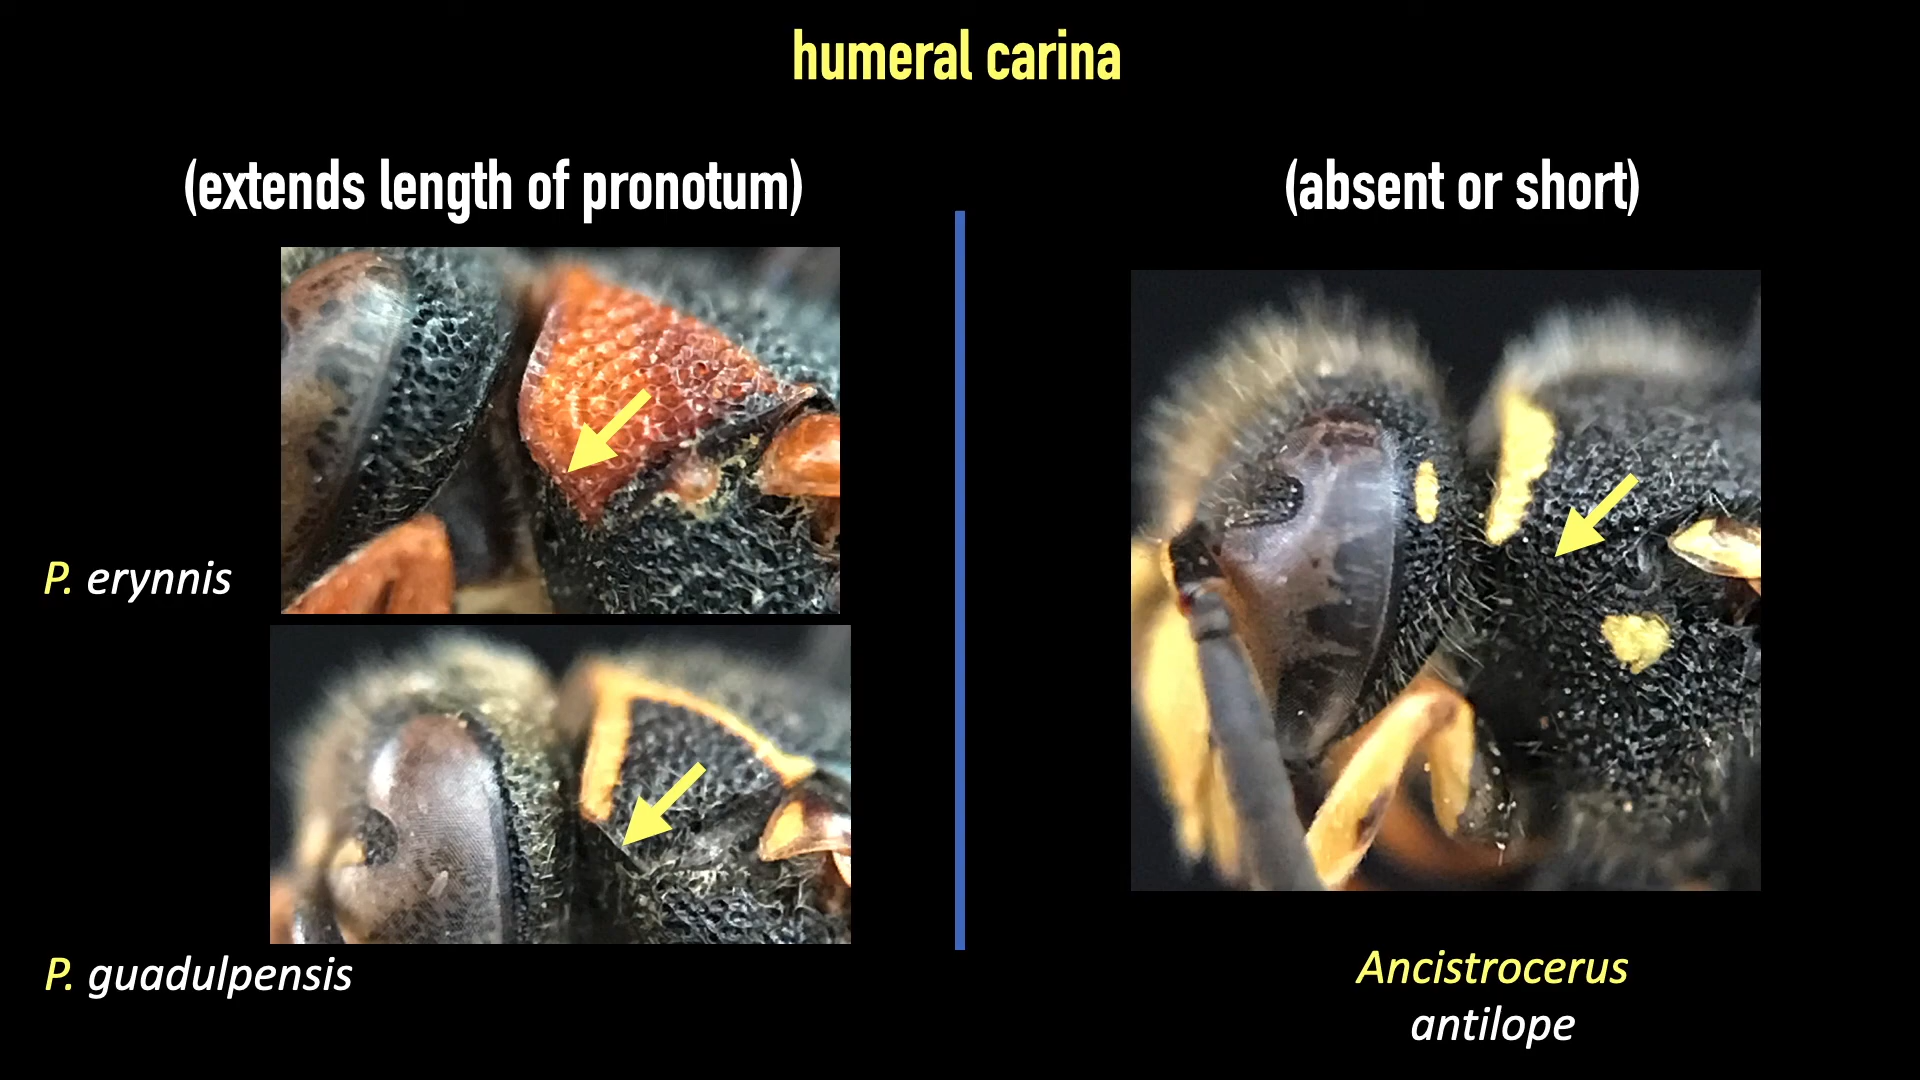 humeral carina
(extends length of pronotum)
(absent or short)
P. erynnis
P. guadulpensis
Ancistrocerus
antilope